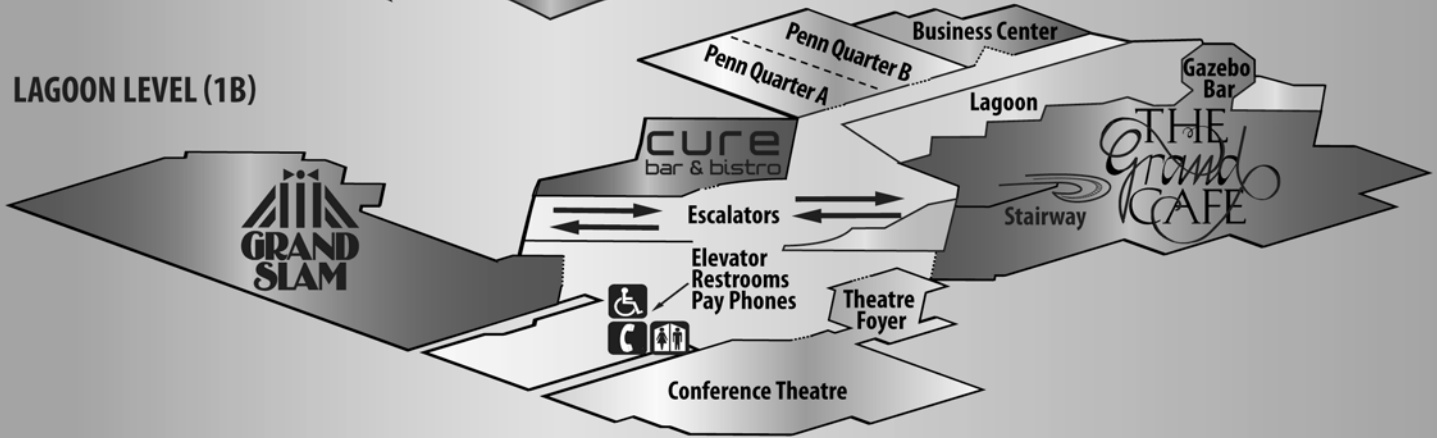 LAGOON LEVEL (1B)
Business Center
Penn Quarter B
Penn Quarter A
Gazebo
Bar
Lagoon
cure
bar & bistro
THE
Grand
CAFE
GRAND
SLAM
Escalators
Stairway
Elevator
Restrooms
Pay Phones
Theatre
Foyer
Conference Theatre